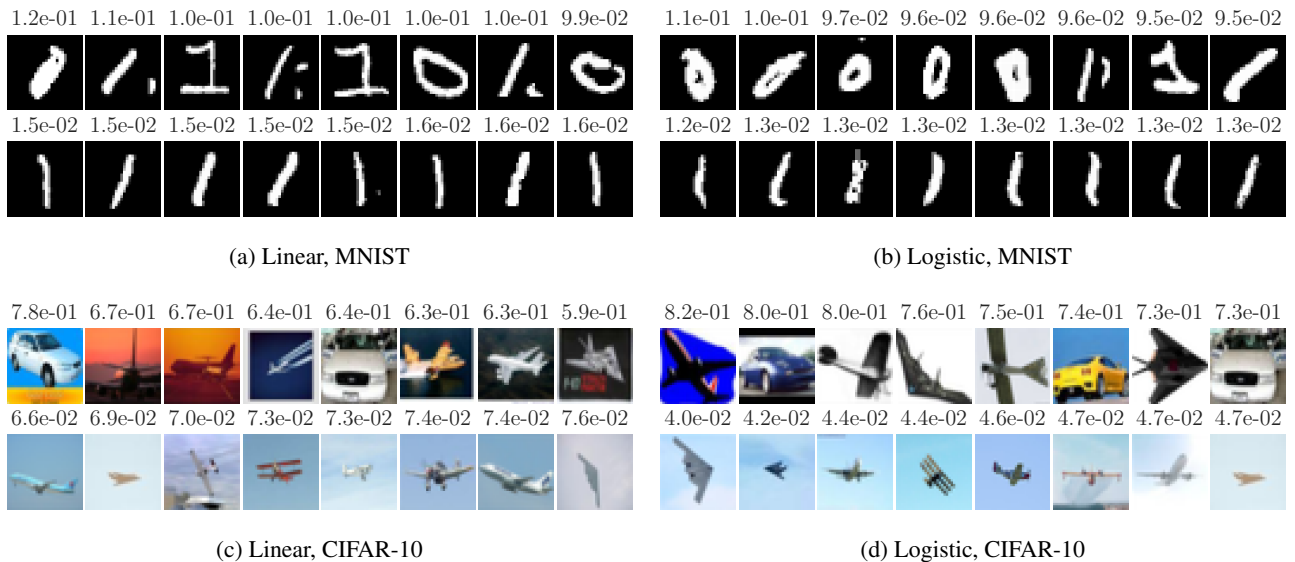 1.2e-01 1.1e-01 1.0e-01 1.0e-01 1.0e-01 1.0e-01 1.0e-01 9.9e-02
1.5e-02 1.5e-02 1.5e-02 1.5e-02 1.5e-02 1.6e-02 1.6e-02 1.6e-02
(a) Linear, MNIST
1.1e-01 1.0e-01 9.7e-02 9.6e-02 9.6e-02 9.6e-02 9.5e-02 9.5e-02
1.2e-02 1.3e-02 1.3e-02 1.3e-02 1.3e-02 1.3e-02 1.3e-02 1.3e-02
(b) Logistic, MNIST
7.8e-01 6.7e-01 6.7e-01 6.4e-01 6.4e-01 6.3e-01 6.3e-01 5.9e-01
6.6e-02 6.9e-02 7.0e-02 7.3e-02 7.3e-02 7.4e-02 7.4e-02 7.6e-02
(c) Linear, CIFAR-10
8.2e-01 8.0e-01 8.0e-01 7.6e-01 7.5e-01 7.4e-01 7.3e-01 7.3e-01
4.0e-02 4.2e-02 4.4e-02 4.4e-02 4.6e-02 4.7e-02 4.7e-02 4.7e-02
(d) Logistic, CIFAR-10